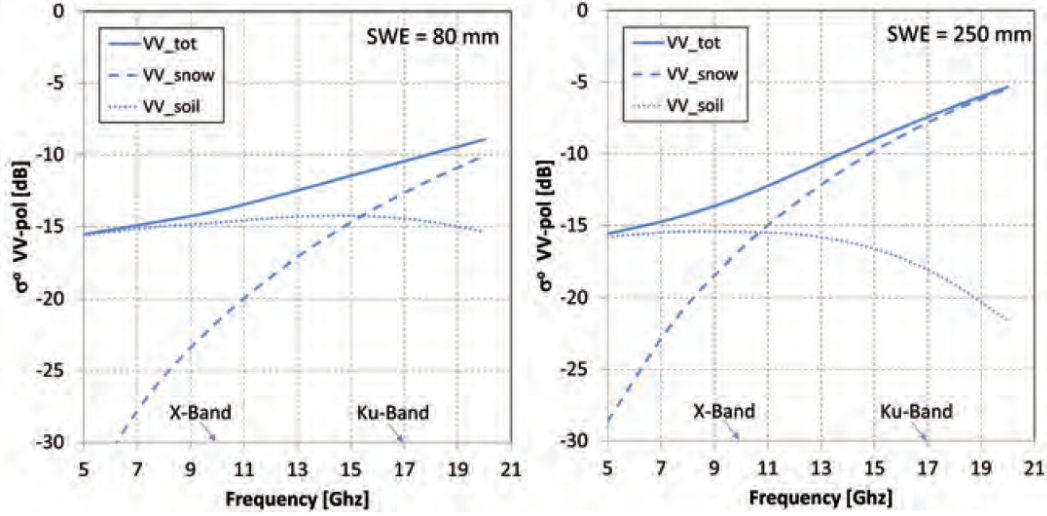 SWE = 80 mm
VV_tot
VV_snow
VV_soil
0
-5
-10
-15
-20
-25
-30
σ° VV-pol [dB]
X-Band
Ku-Band
5 7 9 11 13 15 17 19 21
Frequency [Ghz]
SWE = 250 mm
VV_tot
VV_snow
VV_soil
0
-5
-10
-15
-20
-25
-30
σ° VV-pol [dB]
X-Band
Ku-Band
5 7 9 11 13 15 17 19 21
Frequency [Ghz]